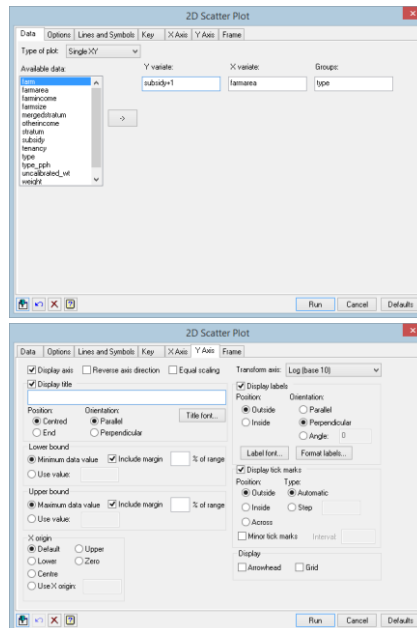 2D Scatter Plot
Data Options Lines and Symbols Key X Axis Y Axis Frame
Type of plot: Single XY
Available data: Y variate: X variate: Groups:
farm
farmarea
farmincome
farmsize
mergedstratum
otherincome
stratum
subsidy
tenancy
type
type_pph
uncalibrated_wt
weight
subsidy+1 farmarea type
->
Run Cancel Defaults
2D Scatter Plot
Data Options Lines and Symbols Key X Axis Y Axis Frame
Display axis Reverse axis direction Equal scaling
Display title
Position: Orientation:
Centred Parallel
End Perpendicular
Title font...
Lower bound
Minimum data value Include margin % of range
Use value:
Upper bound
Maximum data value Include margin % of range
Use value:
X origin
Default Upper
Lower Zero
Centre
Use X origin:
Transform axis: Log (base 10)
Display labels
Position: Orientation:
Outside Parallel
Inside Perpendicular
Angle: 0
Label font... Format labels...
Display tick marks
Position: Type:
Outside Automatic
Inside Step
Across
Minor tick marks Interval
Display
Arrowhead Grid
Run Cancel Defaults